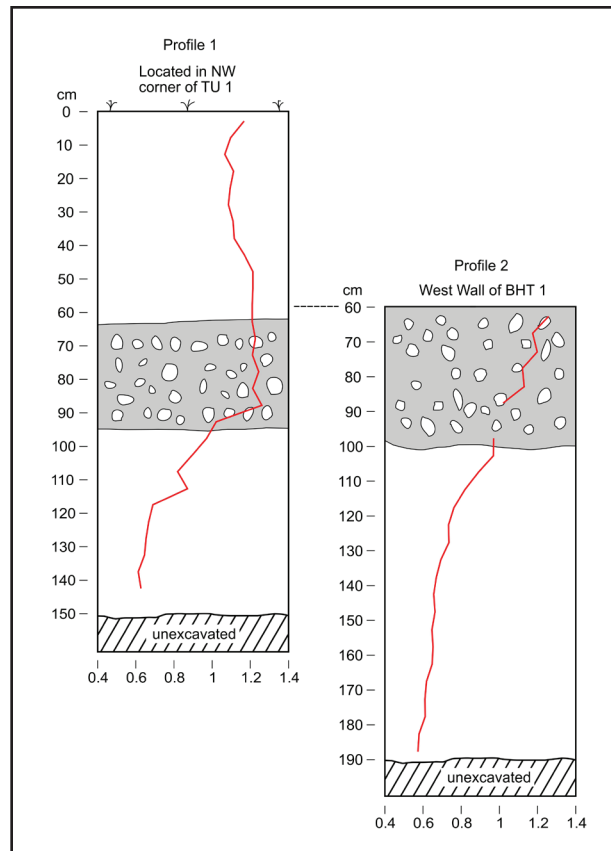 Profile 1
Located in NW
corner of TU 1
cm
0
10
20
30
40
50
60
70
80
90
100
110
120
130
140
150
unexcavated
0.4 0.6 0.8 1 1.2 1.4
Profile 2
West Wall of BHT 1
cm
60
70
80
90
100
110
120
130
140
150
160
170
180
190
unexcavated
0.4 0.6 0.8 1 1.2 1.4